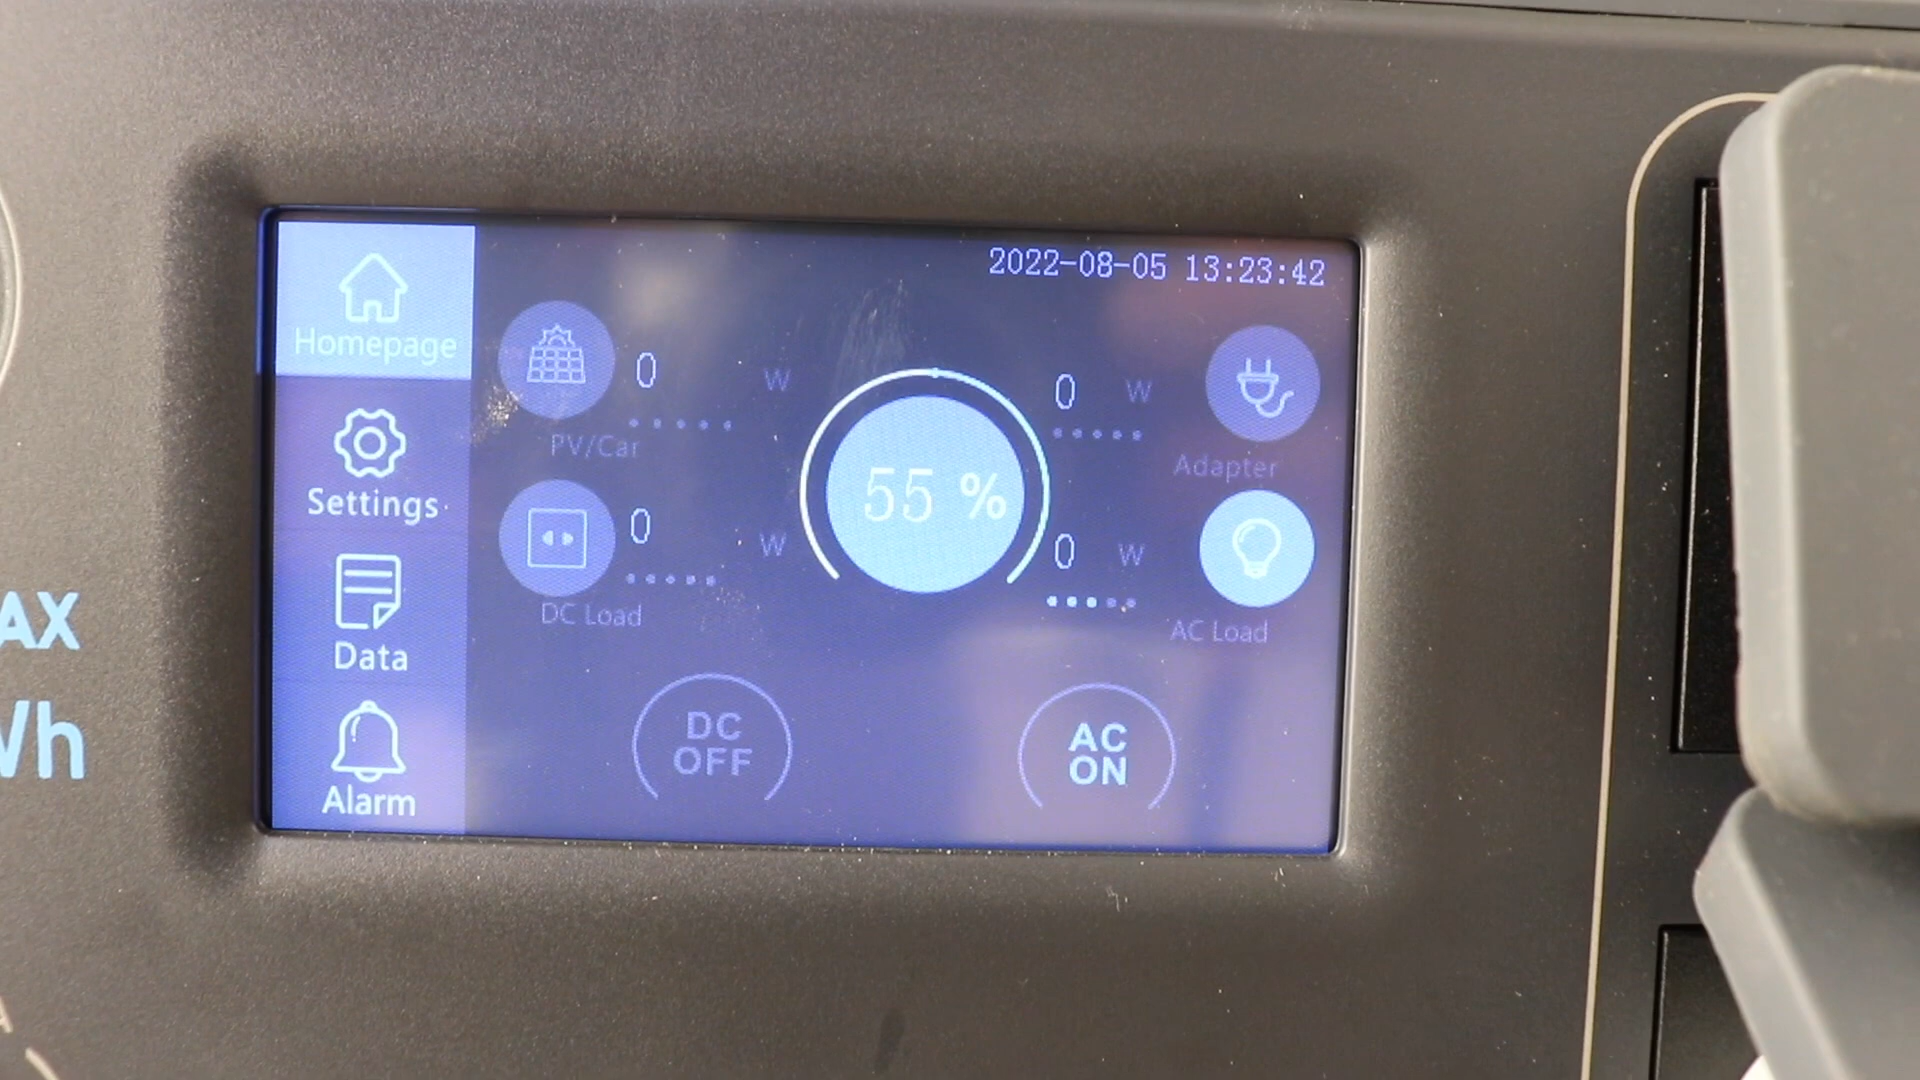 2022-08-05 13:23:42
Homepage
Settings
Data
Alarm
0 W
PV/Car
0 W
DC Load
55 %
0 W
Adapter
0 W
AC Load
DC
OFF
AC
ON
AX
Wh